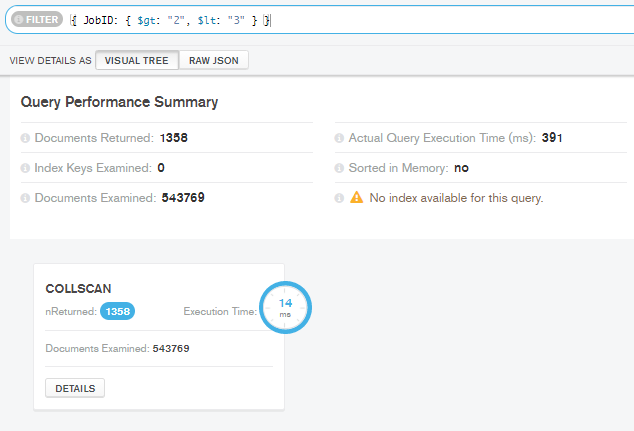 FILTER { JobID: { $gt: "2", $lt: "3" } }
VIEW DETAILS AS VISUAL TREE RAW JSON
Query Performance Summary
Documents Returned: 1358
Actual Query Execution Time (ms): 391
Index Keys Examined: 0
Sorted in Memory: no
Documents Examined: 543769
No index available for this query.
COLLSCAN
nReturned: 1358 Execution Time: 14 ms
Documents Examined: 543769
DETAILS